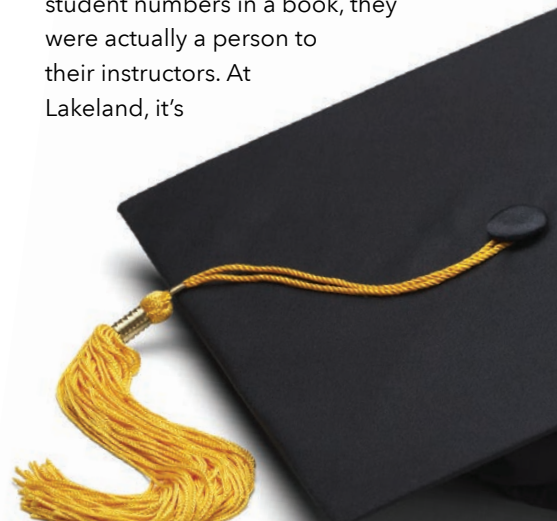 student numbers in a book, they
were actually a person to
their instructors. At
Lakeland, it’s